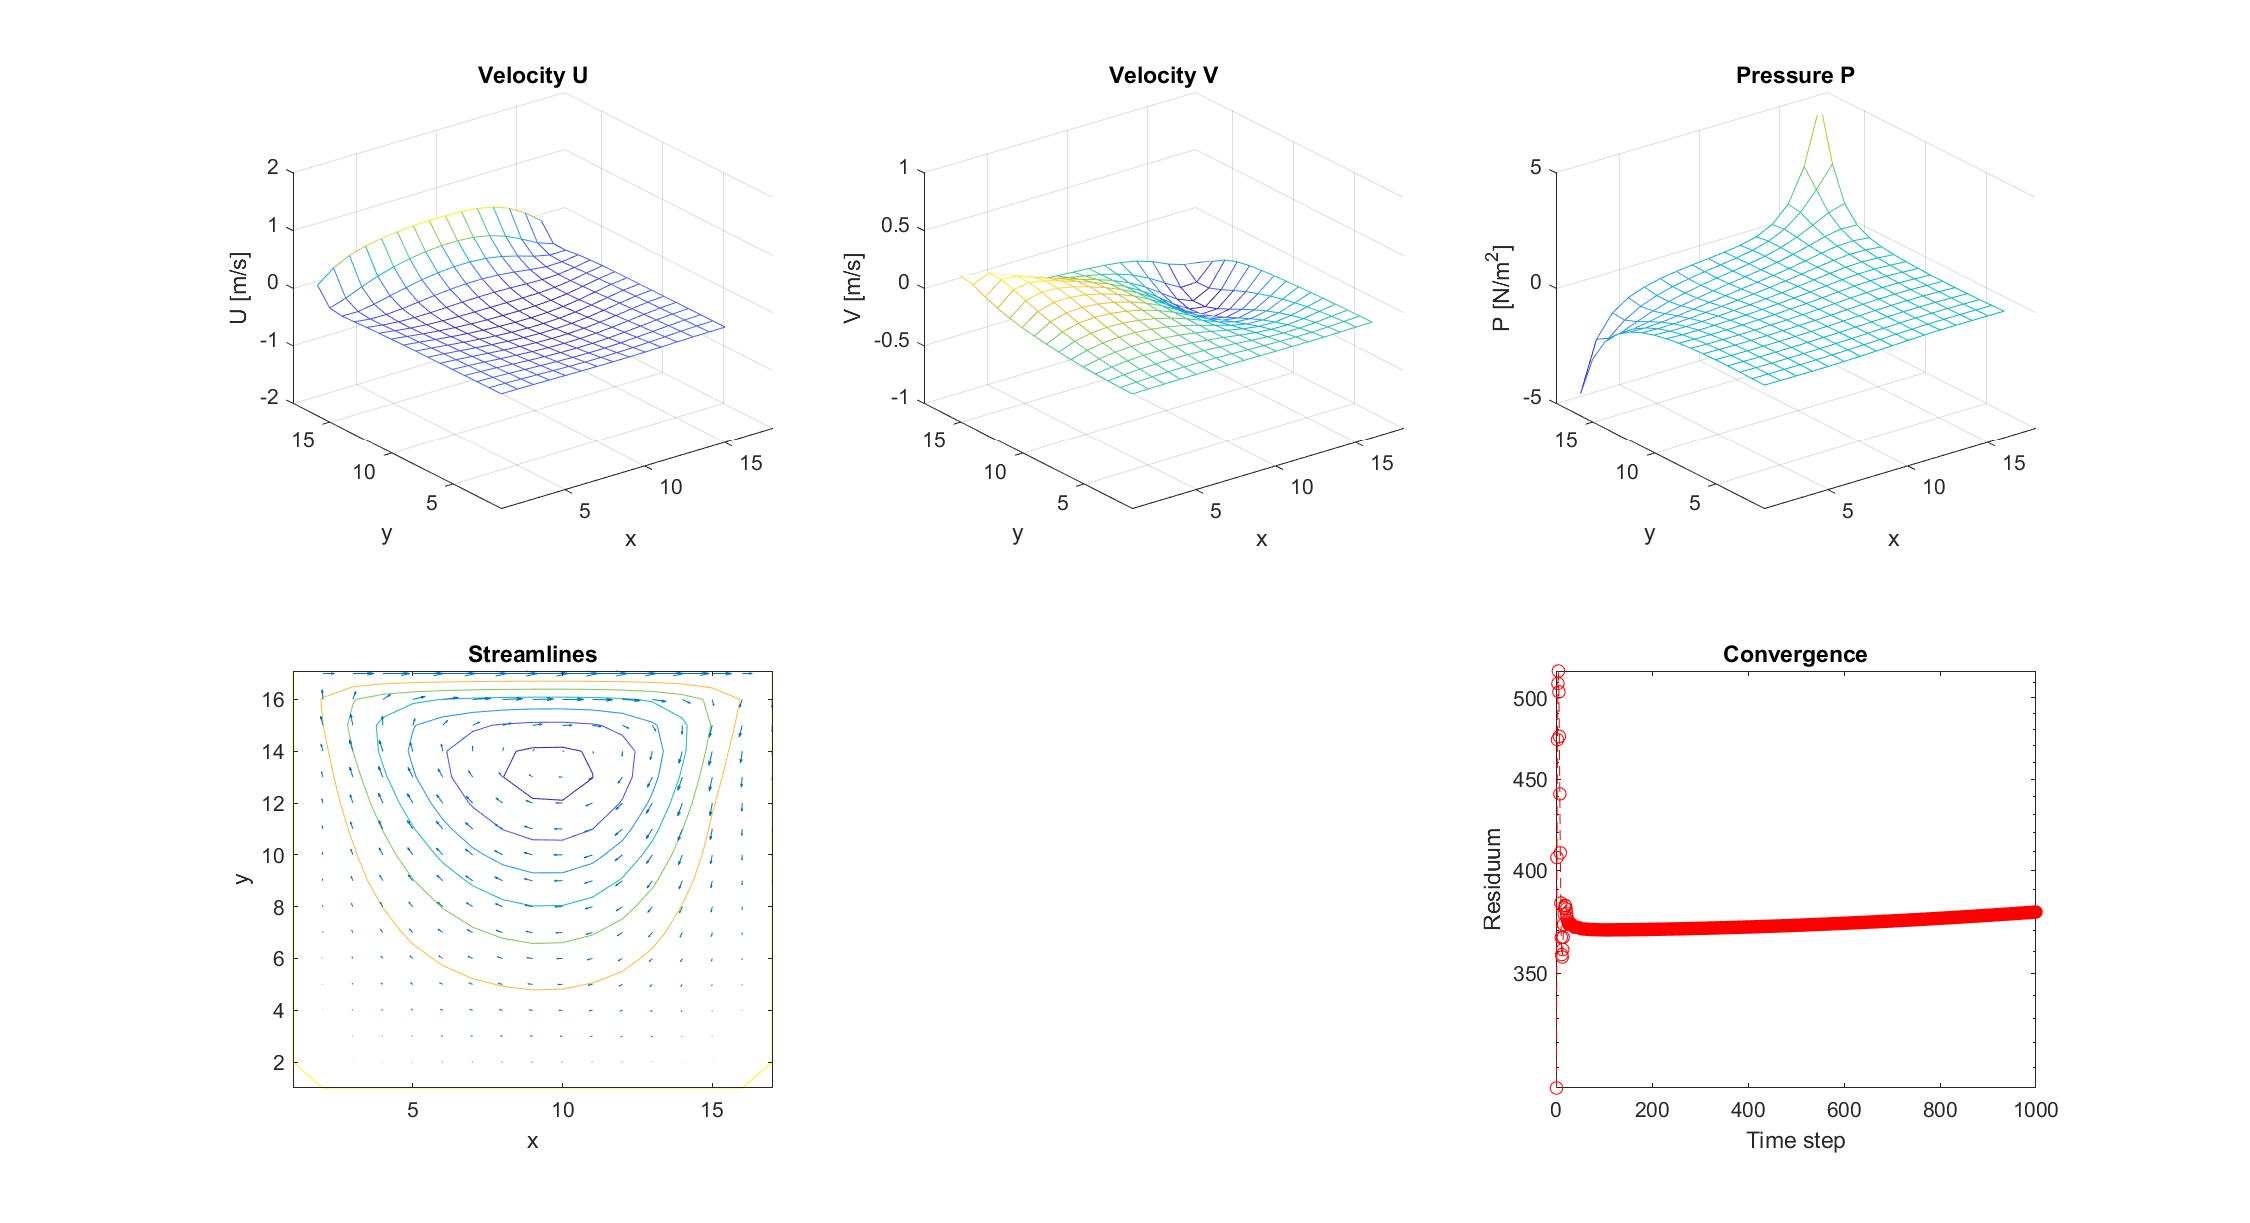 Velocity U
2
1
0
-1
-2
U [m/s]
15
10
5
y
5
10
15
x
Velocity V
1
0.5
0
-0.5
-1
V [m/s]
15
10
5
y
5
10
15
x
Pressure P
5
0
-5
P [N/m²]
15
10
5
y
5
10
15
x
Streamlines
16
14
12
10
8
6
4
2
y
5
10
15
x
Convergence
500
450
400
350
Residuum
0
200
400
600
800
1000
Time step